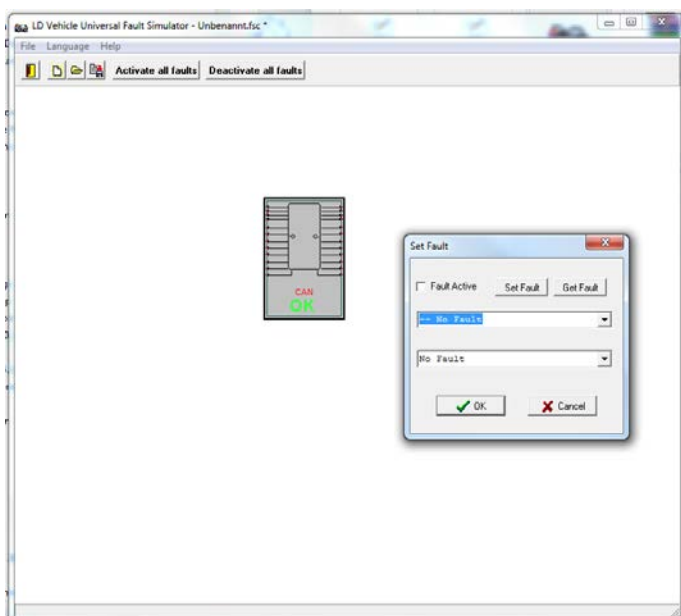 LD Vehicle Universal Fault Simulator - Unbenannt.fsc *
File Language Help
Activate all faults Deactivate all faults
CAN
OK
Set Fault
Fault Active Set Fault Get Fault
-- No Fault
No Fault
OK Cancel